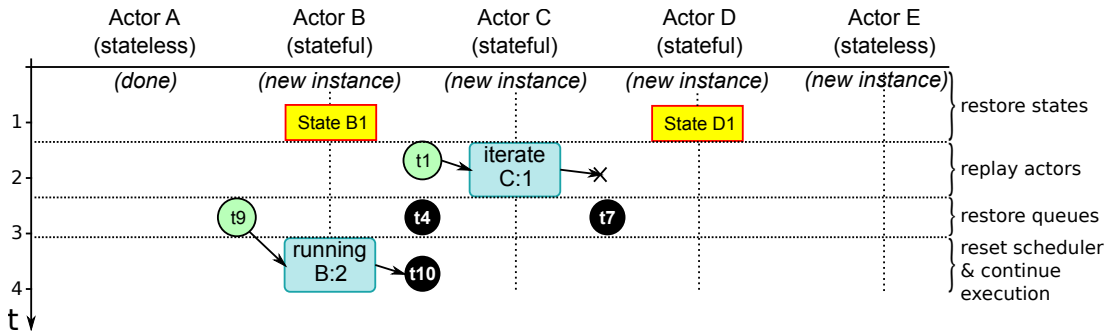 Actor A
(stateless)
Actor B
(stateful)
Actor C
(stateful)
Actor D
(stateful)
Actor E
(stateless)
(done)
(new instance)
(new instance)
(new instance)
(new instance)
1
State B1
State D1
restore states
t1
iterate
C:1
2
replay actors
t9
t4
t7
restore queues
3
running
B:2
t10
reset scheduler
& continue
execution
4
t